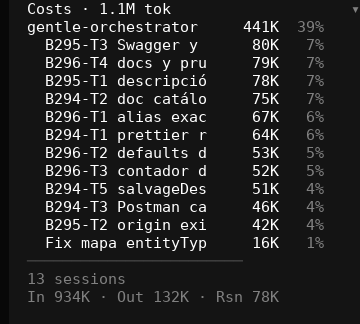 Costs · 1.1M tok
gentle-orchestrator 441K 39%
B295-T3 Swagger y 80K 7%
B296-T4 docs y pru 79K 7%
B295-T1 descripció 78K 7%
B294-T2 doc catálo 75K 7%
B296-T1 alias exac 67K 6%
B294-T1 prettier r 64K 6%
B296-T2 defaults d 53K 5%
B296-T3 contador d 52K 5%
B294-T5 salvageDes 51K 4%
B294-T3 Postman ca 46K 4%
B295-T2 origin exi 42K 4%
Fix mapa entityTyp 16K 1%
13 sessions
In 934K · Out 132K · Rsn 78K